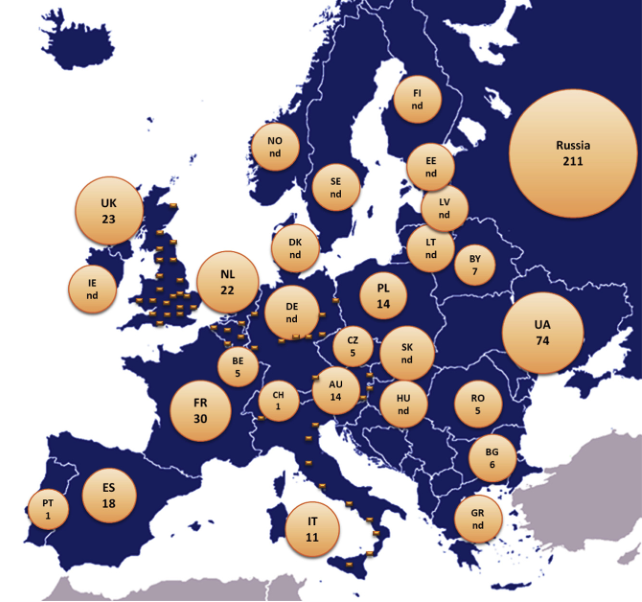 FI
nd
Russia
211
NO
nd
EE
nd
SE
nd
LV
nd
UK
23
DK
nd
LT
nd
BY
7
IE
nd
NL
22
PL
14
DE
nd
UA
74
CZ
5
SK
nd
BE
5
AU
14
CH
1
HU
nd
FR
30
RO
5
BG
6
ES
18
PT
1
IT
11
GR
nd